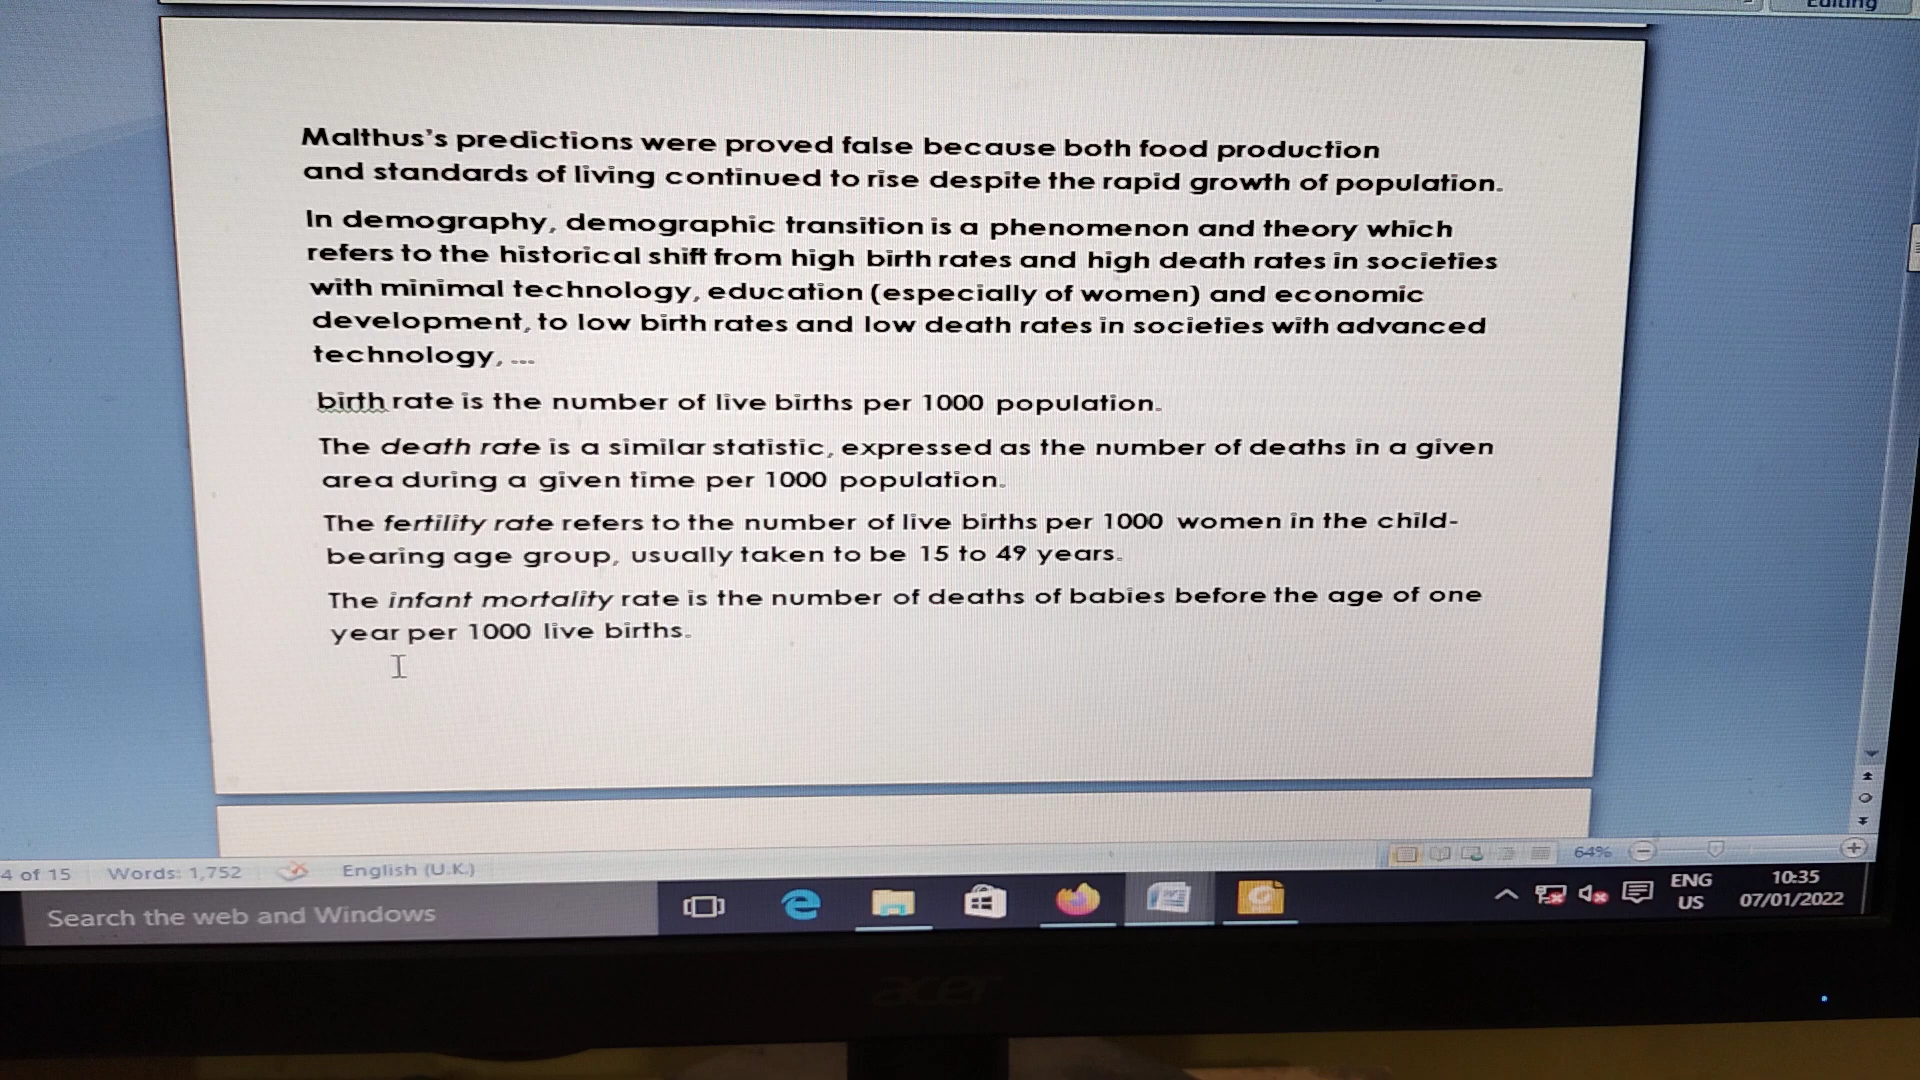 Editing
Malthus's predictions were proved false because both food production
and standards of living continued to rise despite the rapid growth of population.
In demography, demographic transition is a phenomenon and theory which
refers to the historical shift from high birth rates and high death rates in societies
with minimal technology, education (especially of women) and economic
development, to low birth rates and low death rates in societies with advanced
technology, ...
birth rate is the number of live births per 1000 population.
The death rate is a similar statistic, expressed as the number of deaths in a given
area during a given time per 1000 population.
The fertility rate refers to the number of live births per 1000 women in the child-
bearing age group, usually taken to be 15 to 49 years.
The infant mortality rate is the number of deaths of babies before the age of one
year per 1000 live births.
4 of 15 Words: 1,752 English (U.K.) 64%
Search the web and Windows
ENG
US
10:35
07/01/2022
acer